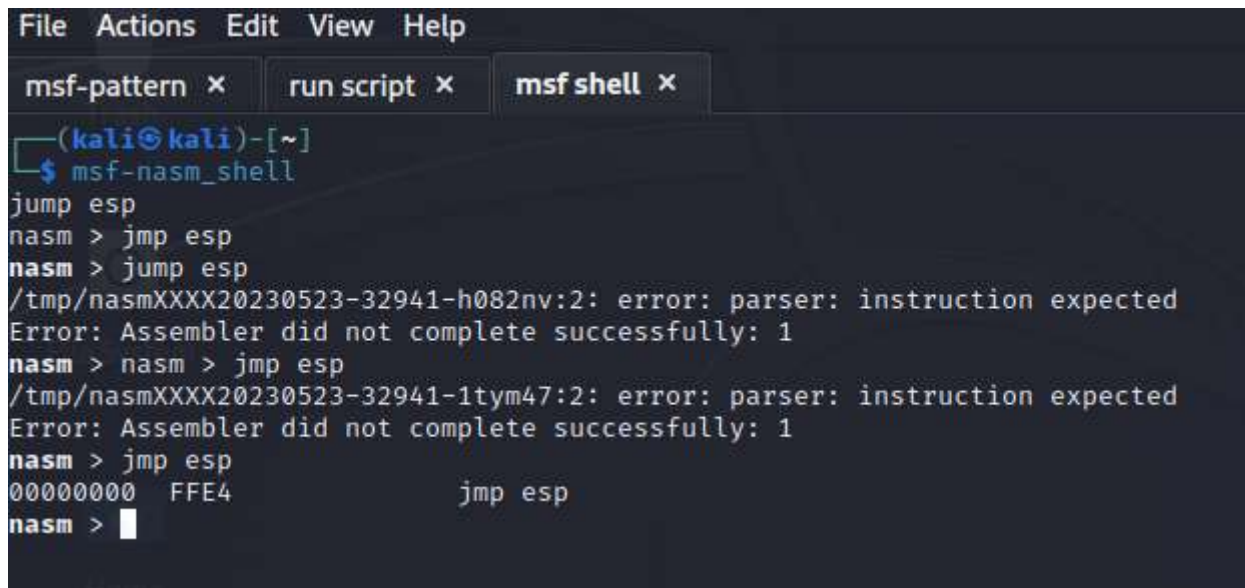 File Actions Edit View Help
msf-pattern × run script × msf shell ×
┌──(kali㉿kali)-[~]
└─$ msf-nasm_shell
jump esp
nasm > jmp esp
nasm > jump esp
/tmp/nasmXXXX20230523-32941-h082nv:2: error: parser: instruction expected
Error: Assembler did not complete successfully: 1
nasm > nasm > jmp esp
/tmp/nasmXXXX20230523-32941-1tym47:2: error: parser: instruction expected
Error: Assembler did not complete successfully: 1
nasm > jmp esp
00000000  FFE4              jmp esp
nasm >